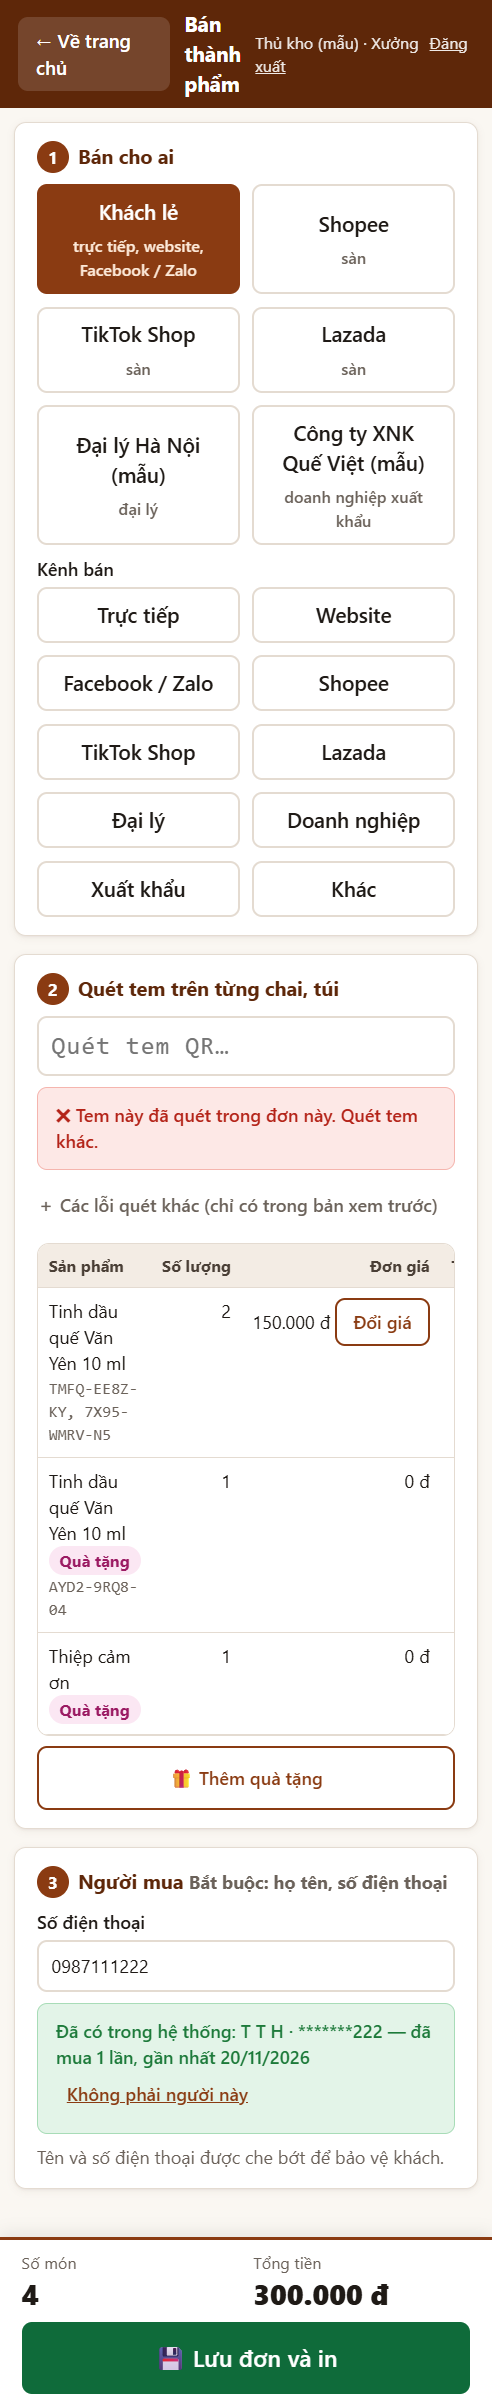 ← Về trang chủ
Bán thành phẩm
Thủ kho (mẫu) · Xưởng Đăng xuất
1 Bán cho ai
Khách lẻ
trực tiếp, website,
Facebook / Zalo
Shopee
sàn
TikTok Shop
sàn
Lazada
sàn
Đại lý Hà Nội
(mẫu)
đại lý
Công ty XNK
Quế Việt (mẫu)
doanh nghiệp xuất
khẩu
Kênh bán
Trực tiếp
Website
Facebook / Zalo
Shopee
TikTok Shop
Lazada
Đại lý
Doanh nghiệp
Xuất khẩu
Khác
2 Quét tem trên từng chai, túi
Quét tem QR…
❌ Tem này đã quét trong đơn này. Quét tem
khác.
+ Các lỗi quét khác (chỉ có trong bản xem trước)
Sản phẩm Số lượng Đơn giá
Tinh dầu
quế Văn
Yên 10 ml
TMFQ-EE8Z-
KY, 7X95-
WMRV-N5
2 150.000 đ Đổi giá
Tinh dầu
quế Văn
Yên 10 ml
Quà tặng
AYD2-9RQ8-
04
1 0 đ
Thiệp cảm
ơn
Quà tặng
1 0 đ
🎁 Thêm quà tặng
3 Người mua Bắt buộc: họ tên, số điện thoại
Số điện thoại
0987111222
Đã có trong hệ thống: T T H · *******222 — đã
mua 1 lần, gần nhất 20/11/2026
Không phải người này
Tên và số điện thoại được che bớt để bảo vệ khách.
Số món
4
Tổng tiền
300.000 đ
💾 Lưu đơn và in